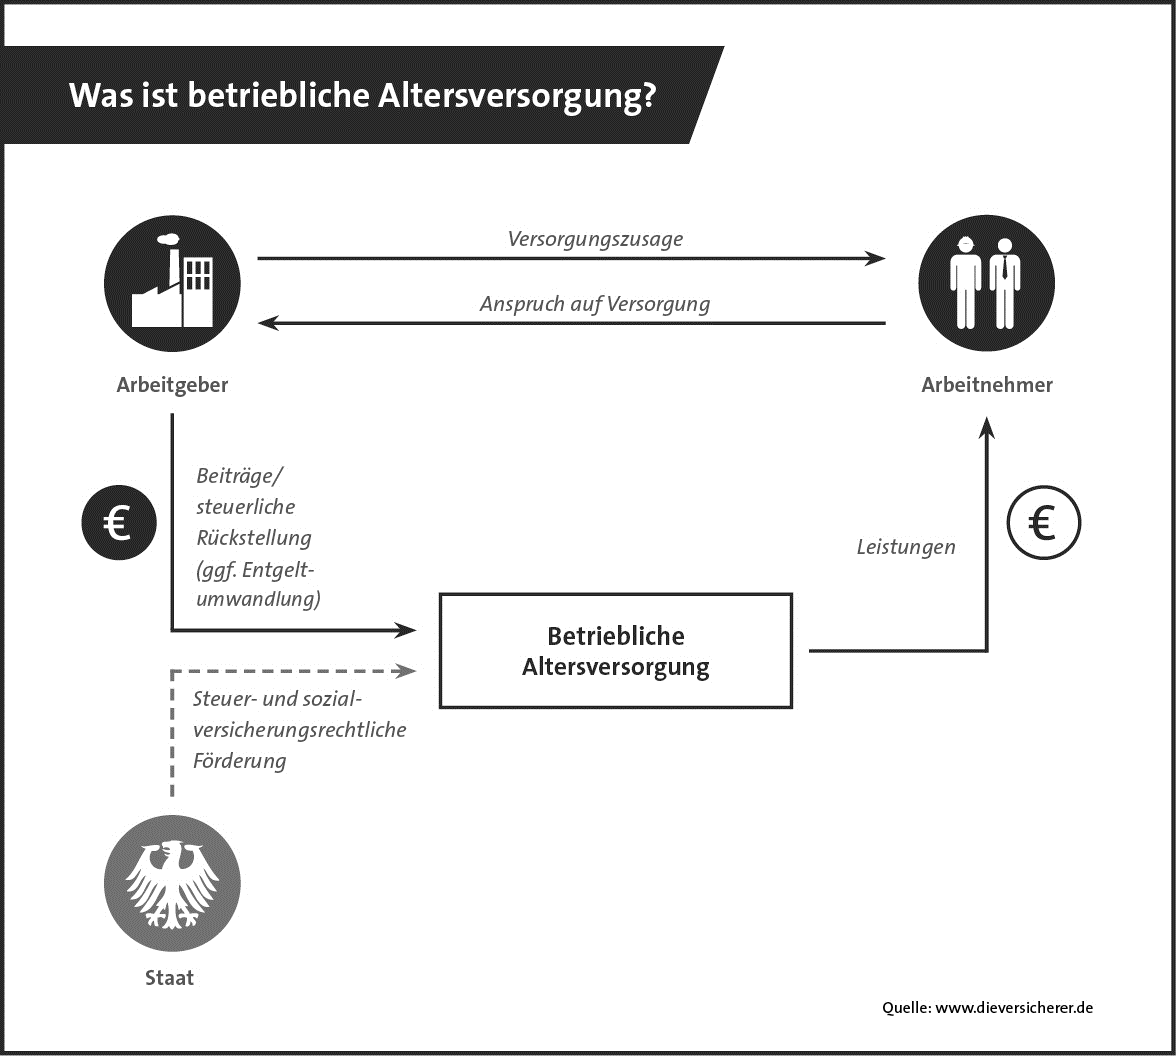 Was ist betriebliche Altersversorgung?
Versorgungszusage
Anspruch auf Versorgung
Arbeitgeber
Arbeitnehmer
Beiträge/
steuerliche
Rückstellung
(ggf. Entgelt-
umwandlung)
€
€
Leistungen
Betriebliche
Altersversorgung
Steuer- und sozial-
versicherungsrechtliche
Förderung
Staat
Quelle: www.dieversicherer.de